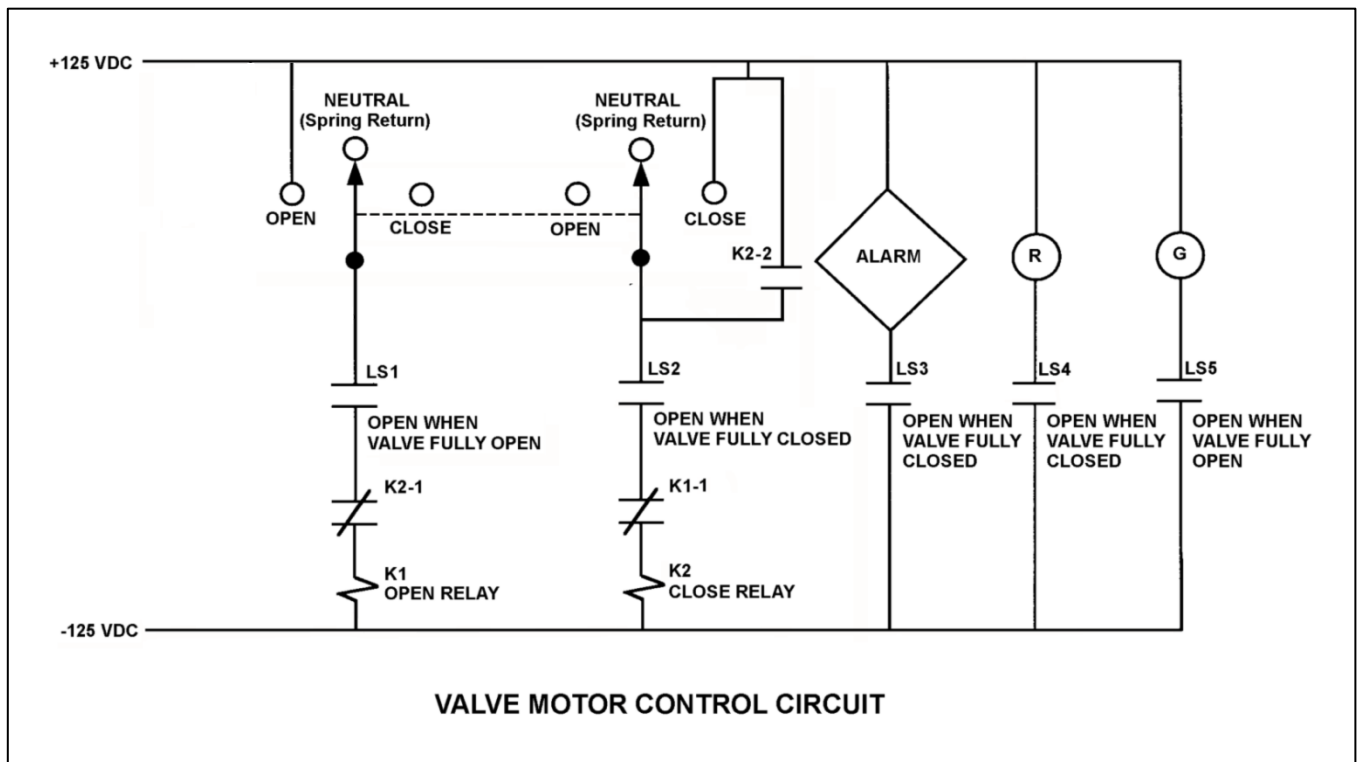 +125 VDC
NEUTRAL
(Spring Return)
NEUTRAL
(Spring Return)
OPEN
CLOSE
OPEN
CLOSE
K2-2
ALARM
R
G
LS1
OPEN WHEN
VALVE FULLY OPEN
LS2
OPEN WHEN
VALVE FULLY CLOSED
LS3
OPEN WHEN
VALVE FULLY
CLOSED
LS4
OPEN WHEN
VALVE FULLY
CLOSED
LS5
OPEN WHEN
VALVE FULLY
OPEN
K2-1
K1-1
K1
OPEN RELAY
K2
CLOSE RELAY
-125 VDC
VALVE MOTOR CONTROL CIRCUIT